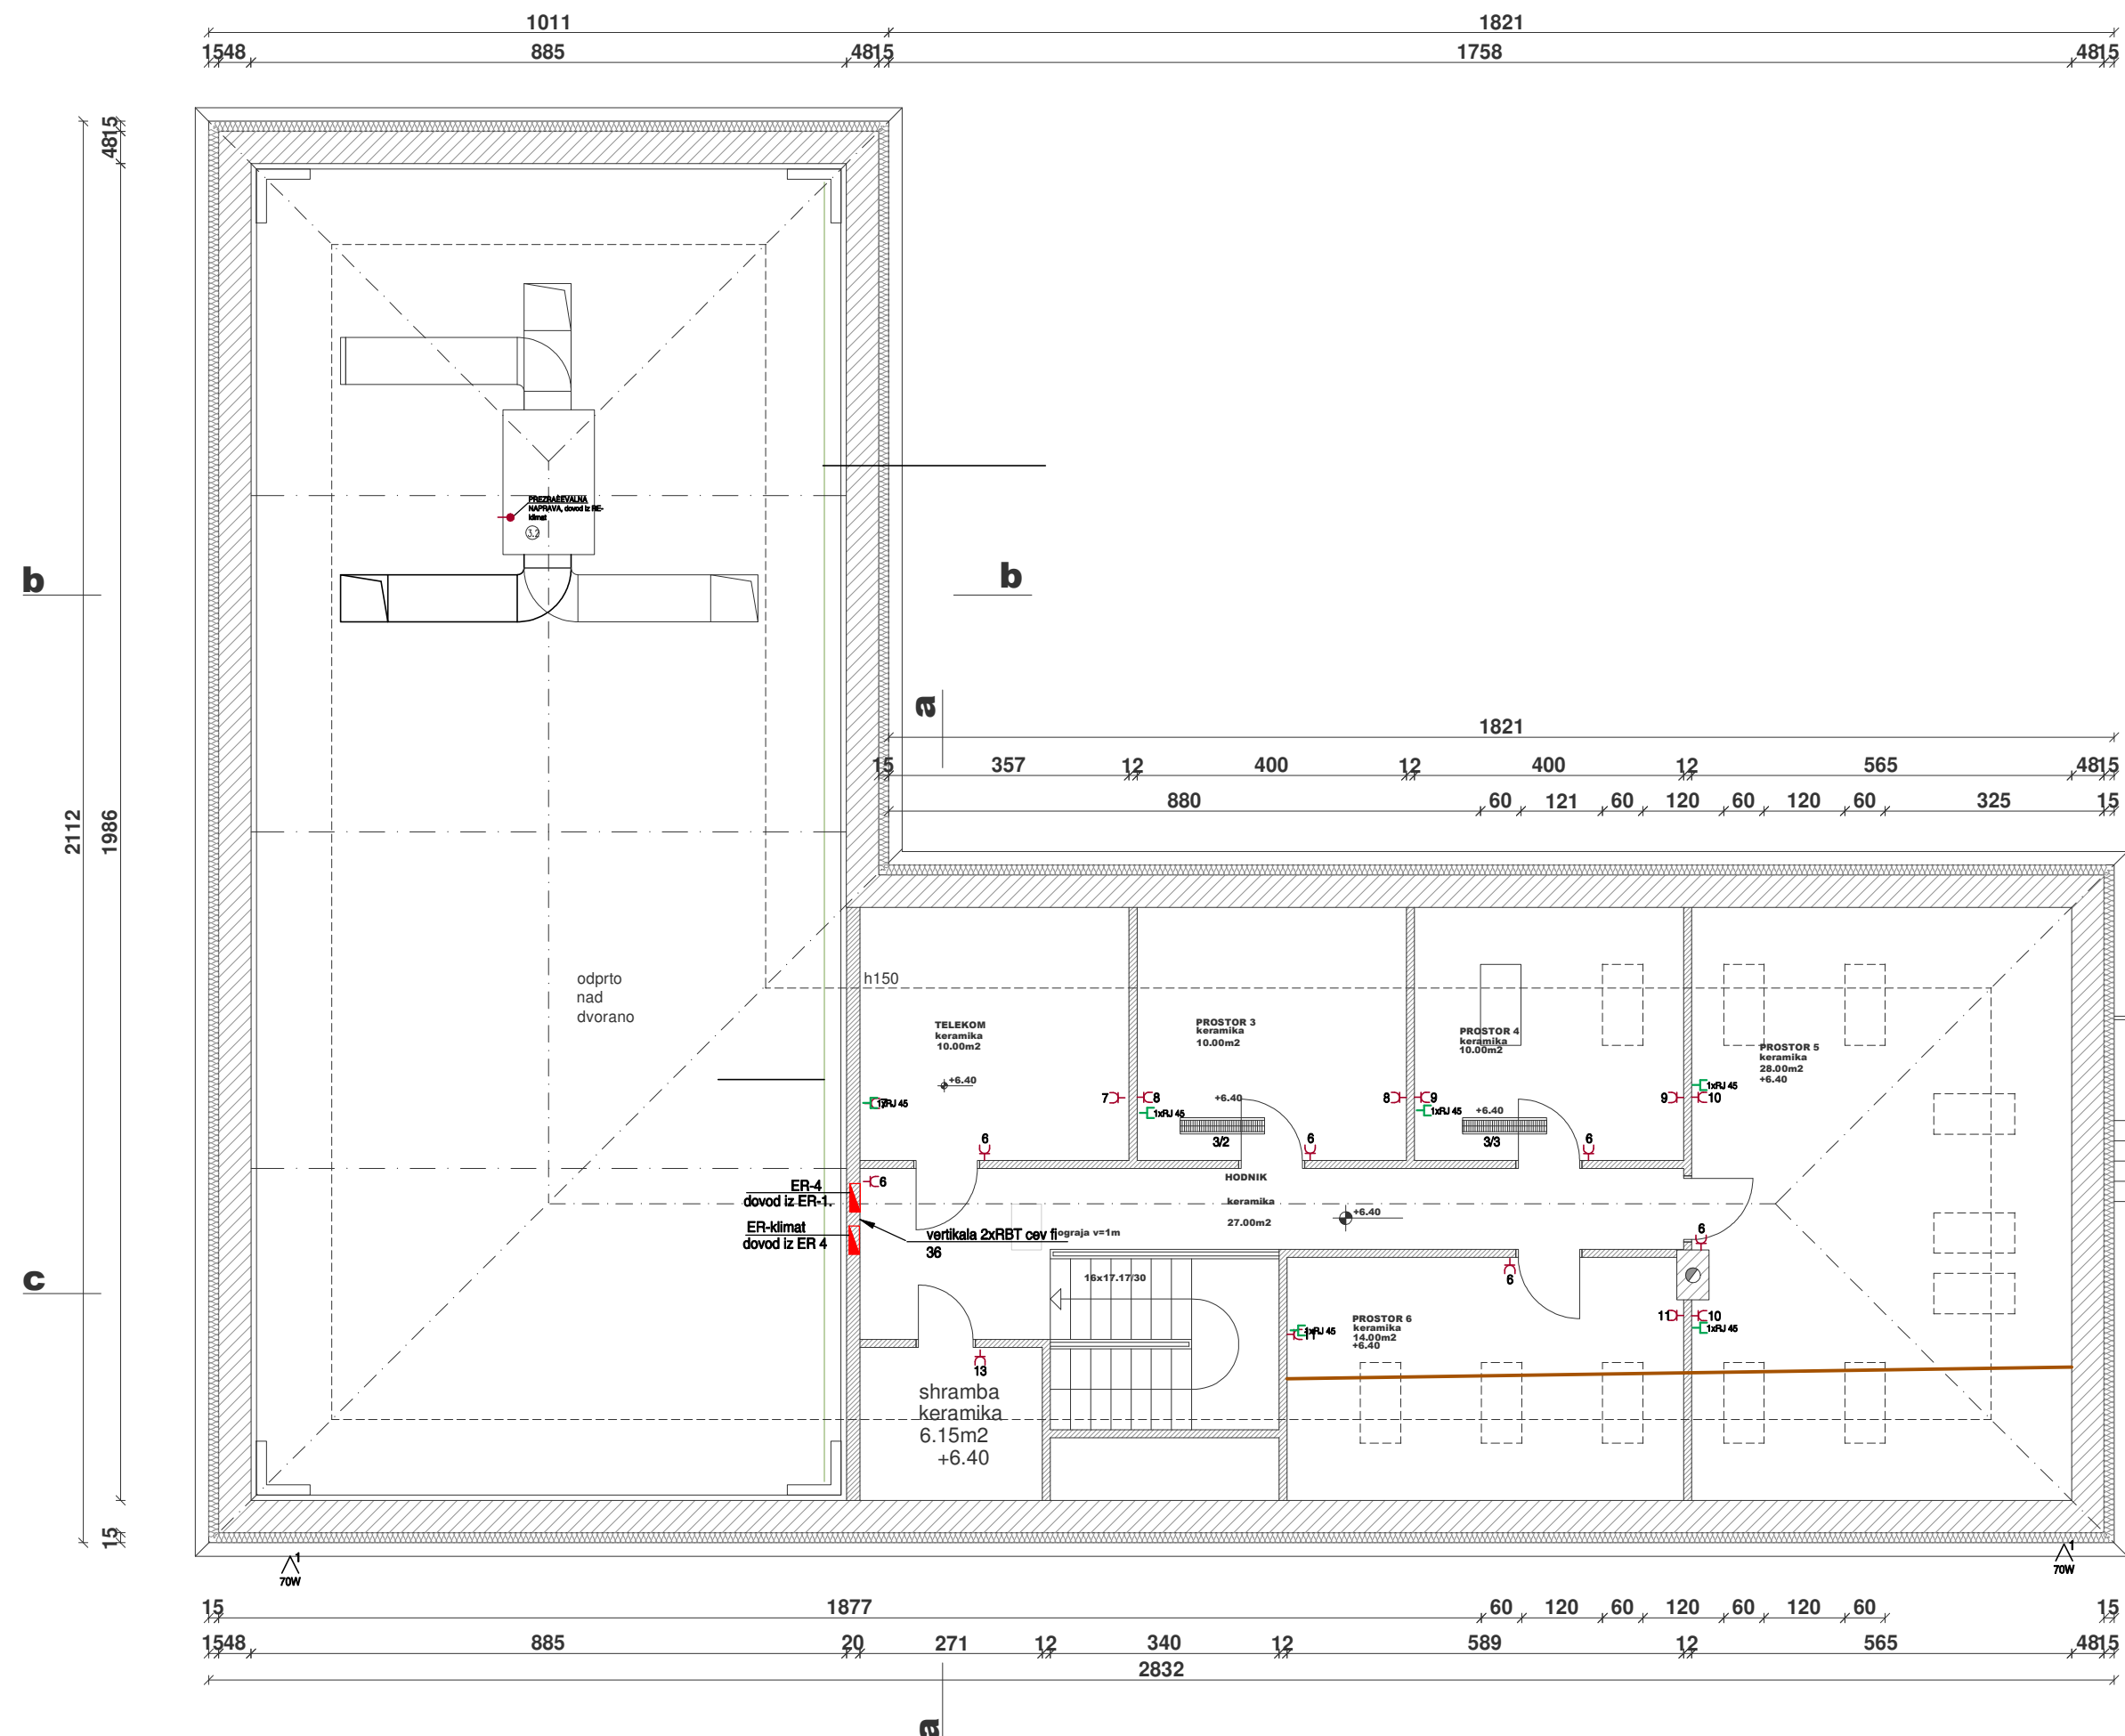 1011
1821
15 48
885
48 15
1758
48 15
48 15
PREZRAČEVALNA
NAPRAVA, dovod iz RE-
klimat
3.2
b
b
a
1821
15
357
12
400
12
400
12
565
48 15
880
60
121
60
120
60
120
60
325
15
2112
1986
odprto
nad
dvorano
h150
TELEKOM
keramika
10.00m2
+6.40
PROSTOR 3
keramika
10.00m2
+6.40
PROSTOR 4
keramika
10.00m2
+6.40
PROSTOR 5
keramika
28.00m2
+6.40
1xRJ 45
7
8
1xRJ 45
8
9
1xRJ 45
9
10
1xRJ 45
3/2
3/3
6
6
6
6
HODNIK
keramika
27.00m2
+6.40
ER-4
dovod iz ER-1.
ER-klimat
dovod iz ER 4
vertikala 2xRBT cev fi
36
ograja v=1m
6
6
c
16x17.17/30
PROSTOR 6
keramika
14.00m2
+6.40
11
1xRJ 45
11
10
1xRJ 45
13
shramba
keramika
6.15m2
+6.40
15
1
70W
1
70W
15
1877
60
120
60
120
60
120
60
15
15 48
885
20
271
12
340
12
589
12
565
48 15
2832
a